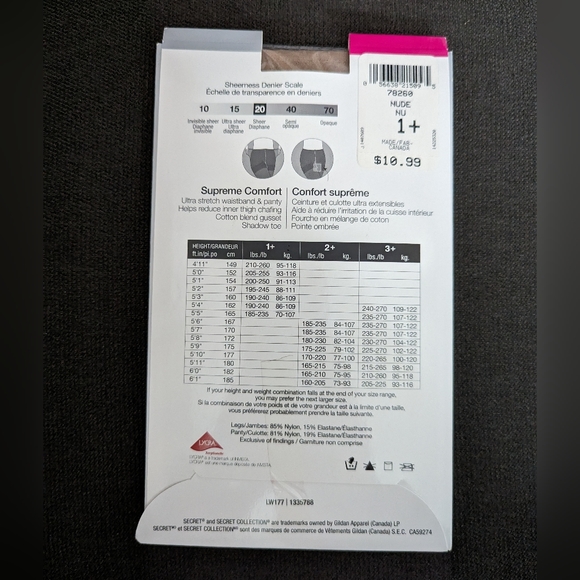 Sheerness Denier Scale
Échelle de transparence en deniers
10 15 20 40 70
Invisible sheer Ultra sheer Sheer Semi Opaque
Diaphane Ultra Diaphane opaque Opaque
invisible diaphane
56638 21509
78260
NUDE
NU
1+
MADE/FAB-
CANADA
$10.99
Supreme Comfort
Ultra stretch waistband & panty
Helps reduce inner thigh chafing
Cotton blend gusset
Shadow toe
Confort suprême
Ceinture et culotte ultra extensibles
Aide à réduire l'irritation de la cuisse intérieur
Fourche en mélange de coton
Pointe ombrée
HEIGHT/GRANDEUR 1+ 2+ 3+
ft.in/pi.po cm lbs./lb kg. lbs./lb kg. lbs./lb kg.
4'11" 149 210-260 95-118
5'0" 152 205-255 93-116
5'1" 154 200-250 91-113
5'2" 157 195-245 88-111
5'3" 160 190-240 86-109
5'4" 162 190-240 86-109 240-270 109-122
5'5" 165 185-235 70-107 235-270 107-122
5'6" 167 185-235 84-107 235-270 107-122
5'7" 170 185-235 84-107 235-270 107-122
5'8" 172 180-230 82-104 230-270 104-122
5'9" 175 175-225 79-102 225-270 102-122
5'10" 177 170-220 77-100 220-265 100-120
5'11" 180 165-215 75-98 215-265 98-120
6'0" 182 165-210 75-95 210-260 95-118
6'1" 185 160-205 73-93 205-225 93-116
If your height and weight combination falls at the end of your size range,
you may prefer the next larger size.
Si la combinaison de votre poids et de votre grandeur est à la limite d'une taille,
vous préférerez probablement prendre la taille suivante.
Legs/Jambes: 85% Nylon, 15% Elastane/Élasthanne
Panty/Culotte: 81% Nylon, 19% Elastane/Élasthanne
Exclusive of findings / Garniture non comprise
LYCRA
LW177 | 1335788
SECRET® and SECRET COLLECTION® are trademarks owned by Gildan Apparel (Canada) LP
SECRET® et SECRET COLLECTION® sont des marques de commerce de Vêtements Gildan (Canada) S.E.C. CA59274